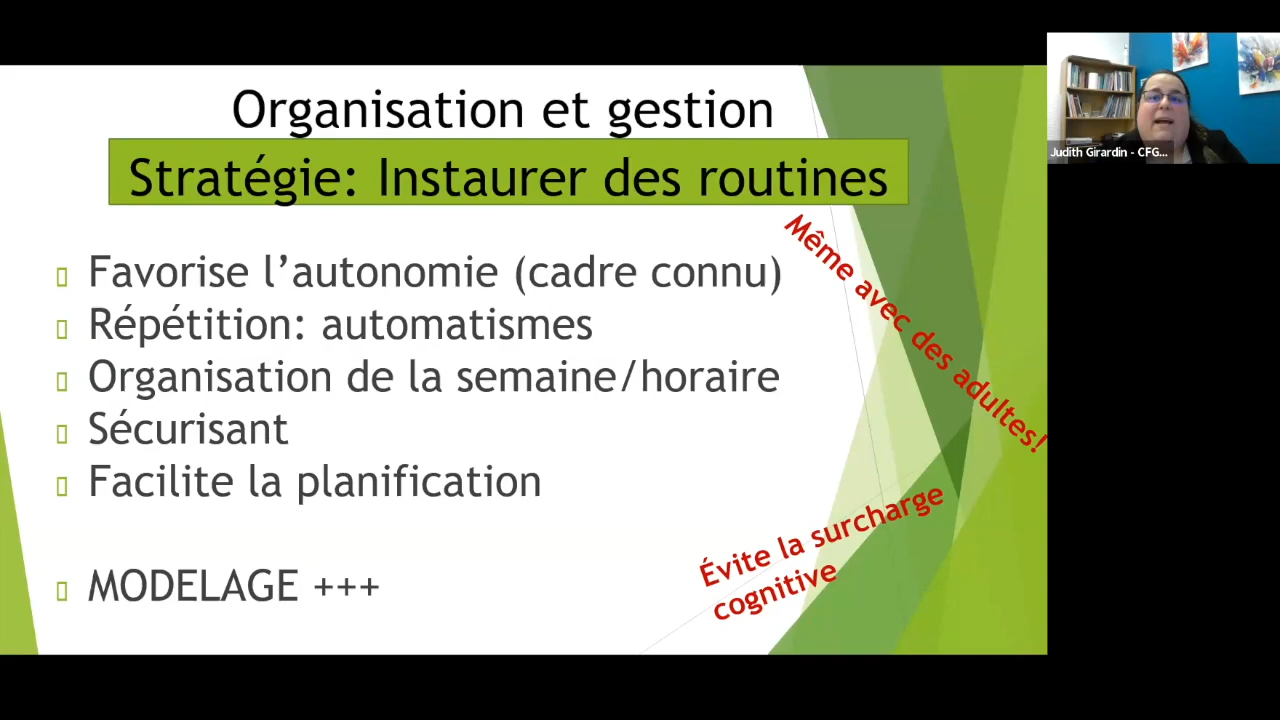 Organisation et gestion
Stratégie: Instaurer des routines
Favorise l’autonomie (cadre connu)
Répétition: automatismes
Organisation de la semaine/horaire
Sécurisant
Facilite la planification
MODELAGE +++
Même avec des adultes!
Évite la surcharge
cognitive
Judith Girardin - CFG...